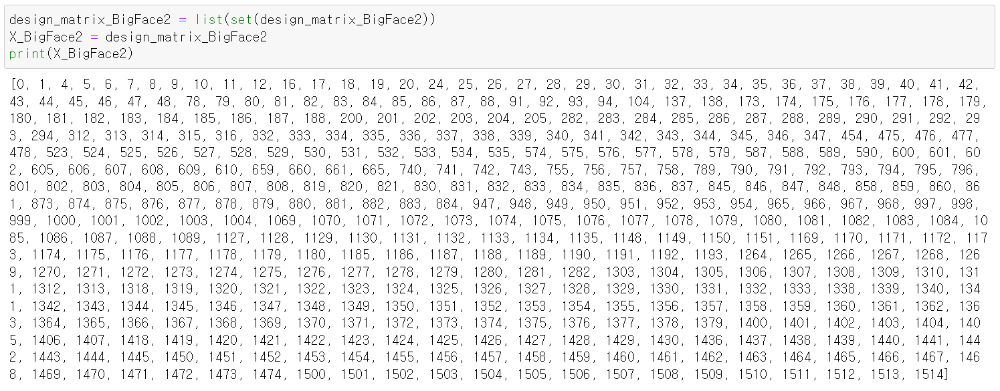 design_matrix_BigFace2 = list(set(design_matrix_BigFace2))
X_BigFace2 = design_matrix_BigFace2
print(X_BigFace2)
[0, 1, 4, 5, 6, 7, 8, 9, 10, 11, 12, 16, 17, 18, 19, 20, 24, 25, 26, 27, 28, 29, 30, 31, 32, 33, 34, 35, 36, 37, 38, 39, 40, 41, 42,
43, 44, 45, 46, 47, 48, 78, 79, 80, 81, 82, 83, 84, 85, 86, 87, 88, 91, 92, 93, 94, 104, 137, 138, 173, 174, 175, 176, 177, 178, 179,
180, 181, 182, 183, 184, 185, 186, 187, 188, 200, 201, 202, 203, 204, 205, 282, 283, 284, 285, 286, 287, 288, 289, 290, 291, 292, 29
3, 294, 312, 313, 314, 315, 316, 332, 333, 334, 335, 336, 337, 338, 339, 340, 341, 342, 343, 344, 345, 346, 347, 454, 475, 476, 477,
478, 523, 524, 525, 526, 527, 528, 529, 530, 531, 532, 533, 534, 535, 574, 575, 576, 577, 578, 579, 587, 588, 589, 590, 600, 601, 60
2, 605, 606, 607, 608, 609, 610, 659, 660, 661, 665, 740, 741, 742, 743, 755, 756, 757, 758, 789, 790, 791, 792, 793, 794, 795, 796,
801, 802, 803, 804, 805, 806, 807, 808, 819, 820, 821, 830, 831, 832, 833, 834, 835, 836, 837, 845, 846, 847, 848, 858, 859, 860, 86
1, 873, 874, 875, 876, 877, 878, 879, 880, 881, 882, 883, 884, 947, 948, 949, 950, 951, 952, 953, 954, 965, 966, 967, 968, 997, 998,
999, 1000, 1001, 1002, 1003, 1004, 1069, 1070, 1071, 1072, 1073, 1074, 1075, 1076, 1077, 1078, 1079, 1080, 1081, 1082, 1083, 1084, 10
85, 1086, 1087, 1088, 1089, 1127, 1128, 1129, 1130, 1131, 1132, 1133, 1134, 1135, 1148, 1149, 1150, 1151, 1169, 1170, 1171, 1172, 117
3, 1174, 1175, 1176, 1177, 1178, 1179, 1180, 1185, 1186, 1187, 1188, 1189, 1190, 1191, 1192, 1193, 1264, 1265, 1266, 1267, 1268, 126
9, 1270, 1271, 1272, 1273, 1274, 1275, 1276, 1277, 1278, 1279, 1280, 1281, 1282, 1303, 1304, 1305, 1306, 1307, 1308, 1309, 1310, 131
1, 1312, 1313, 1318, 1319, 1320, 1321, 1322, 1323, 1324, 1325, 1326, 1327, 1328, 1329, 1330, 1331, 1332, 1333, 1338, 1339, 1340, 134
1, 1342, 1343, 1344, 1345, 1346, 1347, 1348, 1349, 1350, 1351, 1352, 1353, 1354, 1355, 1356, 1357, 1358, 1359, 1360, 1361, 1362, 136
3, 1364, 1365, 1366, 1367, 1368, 1369, 1370, 1371, 1372, 1373, 1374, 1375, 1376, 1377, 1378, 1379, 1400, 1401, 1402, 1403, 1404, 140
5, 1406, 1407, 1418, 1419, 1420, 1421, 1422, 1423, 1424, 1425, 1426, 1427, 1428, 1429, 1430, 1436, 1437, 1438, 1439, 1440, 1441, 144
2, 1443, 1444, 1445, 1450, 1451, 1452, 1453, 1454, 1455, 1456, 1457, 1458, 1459, 1460, 1461, 1462, 1463, 1464, 1465, 1466, 1467, 146
8, 1469, 1470, 1471, 1472, 1473, 1474, 1500, 1501, 1502, 1503, 1504, 1505, 1506, 1507, 1508, 1509, 1510, 1511, 1512, 1513, 1514]